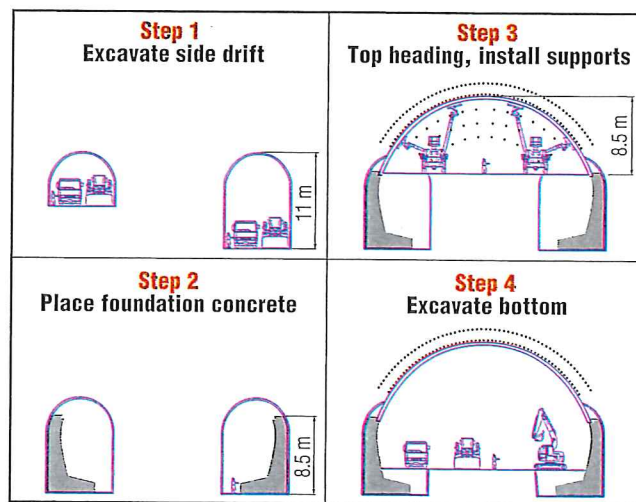 Step 1
Excavate side drift
11 m
Step 2
Place foundation concrete
8.5 m
Step 3
Top heading, install supports
8.5 m
Step 4
Excavate bottom